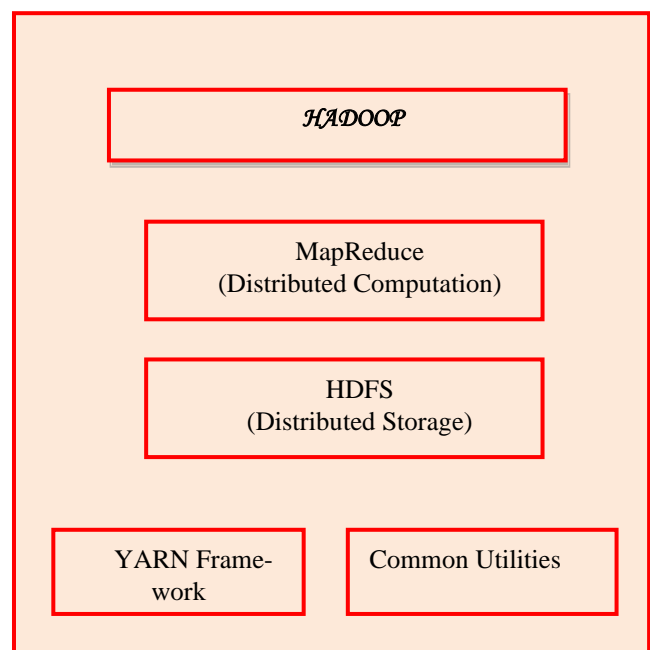 HADOOP
MapReduce
(Distributed Computation)
HDFS
(Distributed Storage)
YARN Frame-
work
Common Utilities